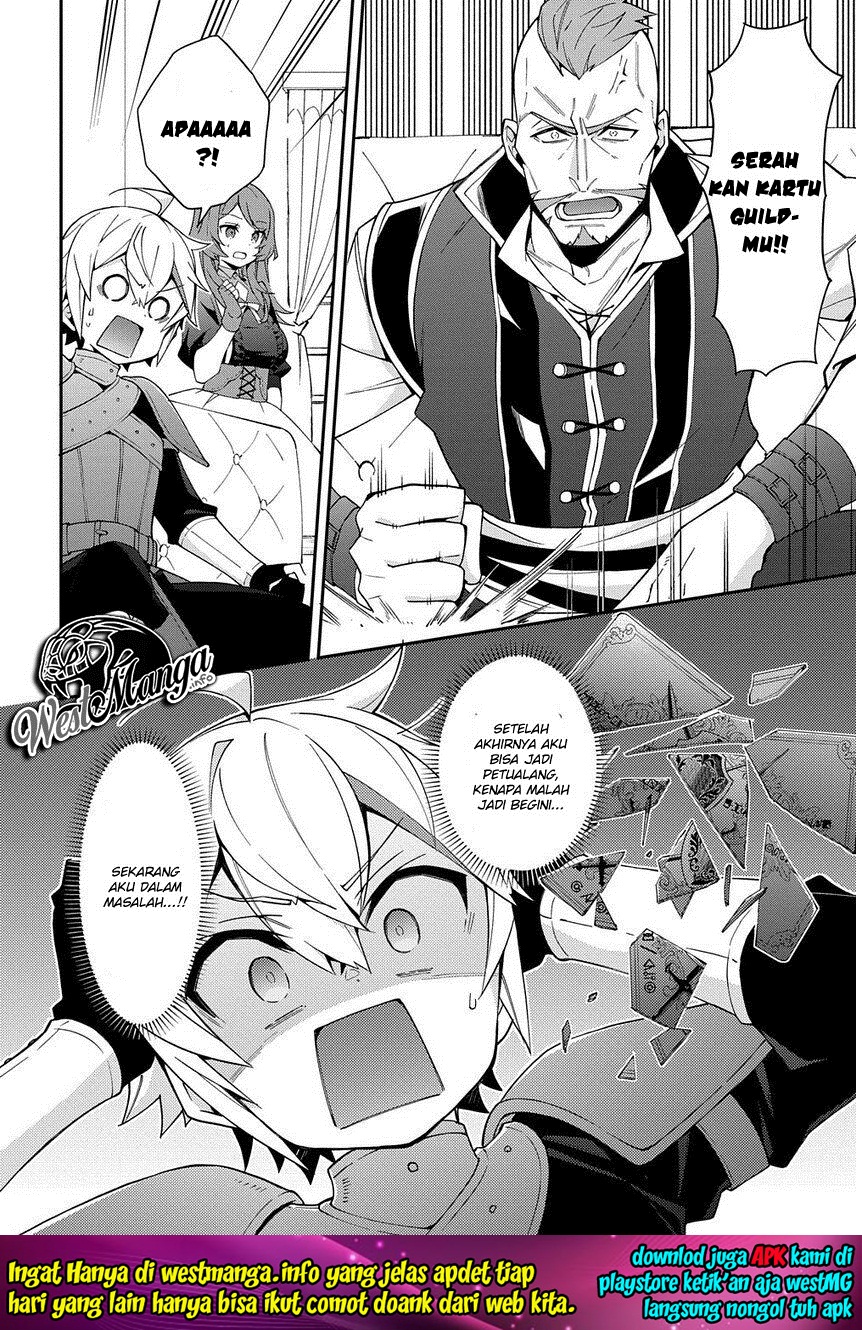 SERAH
KAN KARTU
GUILD-
MU!!
APAAAAA
?!
SETELAH
AKHIRNYA AKU
BISA JADI
PETUALANG,
KENAPA MALAH
JADI BEGINI...
SEKARANG
AKU DALAM
MASALAH...!!
WestManga
.info
Ingat Hanya di westmanga.info yang jelas apdet tiap
hari yang lain hanya bisa ikut comot doank dari web kita.
downlod juga APK kami di
playstore ketik'an aja westMG
langsung nongol tuh apk